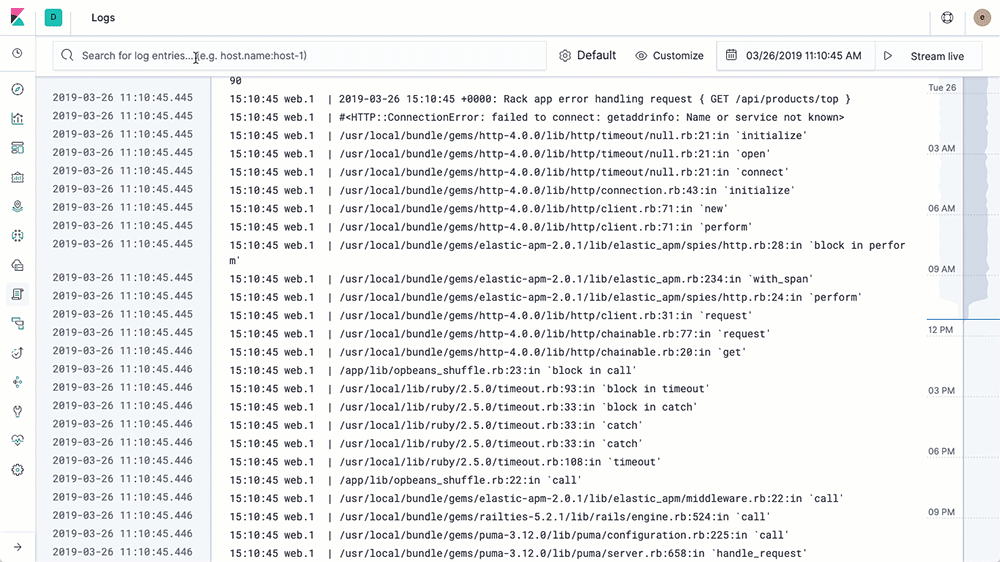 D Logs e
Search for log entries... (e.g. host.name:host-1) Default Customize 03/26/2019 11:10:45 AM Stream live
90
2019-03-26 11:10:45.445 15:10:45 web.1 | 2019-03-26 15:10:45 +0000: Rack app error handling request { GET /api/products/top }
2019-03-26 11:10:45.445 15:10:45 web.1 | #<HTTP::ConnectionError: failed to connect: getaddrinfo: Name or service not known>
2019-03-26 11:10:45.445 15:10:45 web.1 | /usr/local/bundle/gems/http-4.0.0/lib/http/timeout/null.rb:21:in `initialize'
2019-03-26 11:10:45.445 15:10:45 web.1 | /usr/local/bundle/gems/http-4.0.0/lib/http/timeout/null.rb:21:in `open'
2019-03-26 11:10:45.445 15:10:45 web.1 | /usr/local/bundle/gems/http-4.0.0/lib/http/timeout/null.rb:21:in `connect'
2019-03-26 11:10:45.445 15:10:45 web.1 | /usr/local/bundle/gems/http-4.0.0/lib/http/connection.rb:43:in `initialize'
2019-03-26 11:10:45.445 15:10:45 web.1 | /usr/local/bundle/gems/http-4.0.0/lib/http/client.rb:71:in `new'
2019-03-26 11:10:45.445 15:10:45 web.1 | /usr/local/bundle/gems/http-4.0.0/lib/http/client.rb:71:in `perform'
2019-03-26 11:10:45.445 15:10:45 web.1 | /usr/local/bundle/gems/elastic-apm-2.0.1/lib/elastic_apm/spies/http.rb:28:in `block in perfor
m'
2019-03-26 11:10:45.445 15:10:45 web.1 | /usr/local/bundle/gems/elastic-apm-2.0.1/lib/elastic_apm.rb:234:in `with_span'
2019-03-26 11:10:45.445 15:10:45 web.1 | /usr/local/bundle/gems/elastic-apm-2.0.1/lib/elastic_apm/spies/http.rb:24:in `perform'
2019-03-26 11:10:45.445 15:10:45 web.1 | /usr/local/bundle/gems/http-4.0.0/lib/http/client.rb:31:in `request'
2019-03-26 11:10:45.445 15:10:45 web.1 | /usr/local/bundle/gems/http-4.0.0/lib/http/chainable.rb:77:in `request'
2019-03-26 11:10:45.446 15:10:45 web.1 | /usr/local/bundle/gems/http-4.0.0/lib/http/chainable.rb:20:in `get'
2019-03-26 11:10:45.446 15:10:45 web.1 | /app/lib/opbeans_shuffle.rb:23:in `block in call'
2019-03-26 11:10:45.446 15:10:45 web.1 | /usr/local/lib/ruby/2.5.0/timeout.rb:93:in `block in timeout'
2019-03-26 11:10:45.446 15:10:45 web.1 | /usr/local/lib/ruby/2.5.0/timeout.rb:33:in `block in catch'
2019-03-26 11:10:45.446 15:10:45 web.1 | /usr/local/lib/ruby/2.5.0/timeout.rb:33:in `catch'
2019-03-26 11:10:45.446 15:10:45 web.1 | /usr/local/lib/ruby/2.5.0/timeout.rb:33:in `catch'
2019-03-26 11:10:45.446 15:10:45 web.1 | /usr/local/lib/ruby/2.5.0/timeout.rb:108:in `timeout'
2019-03-26 11:10:45.446 15:10:45 web.1 | /app/lib/opbeans_shuffle.rb:22:in `call'
2019-03-26 11:10:45.446 15:10:45 web.1 | /usr/local/bundle/gems/elastic-apm-2.0.1/lib/elastic_apm/middleware.rb:22:in `call'
2019-03-26 11:10:45.446 15:10:45 web.1 | /usr/local/bundle/gems/railties-5.2.1/lib/rails/engine.rb:524:in `call'
2019-03-26 11:10:45.446 15:10:45 web.1 | /usr/local/bundle/gems/puma-3.12.0/lib/puma/configuration.rb:225:in `call'
2019-03-26 11:10:45.446 15:10:45 web.1 | /usr/local/bundle/gems/puma-3.12.0/lib/puma/server.rb:658:in `handle_request'
Tue 26
03 AM
06 AM
09 AM
12 PM
03 PM
06 PM
09 PM